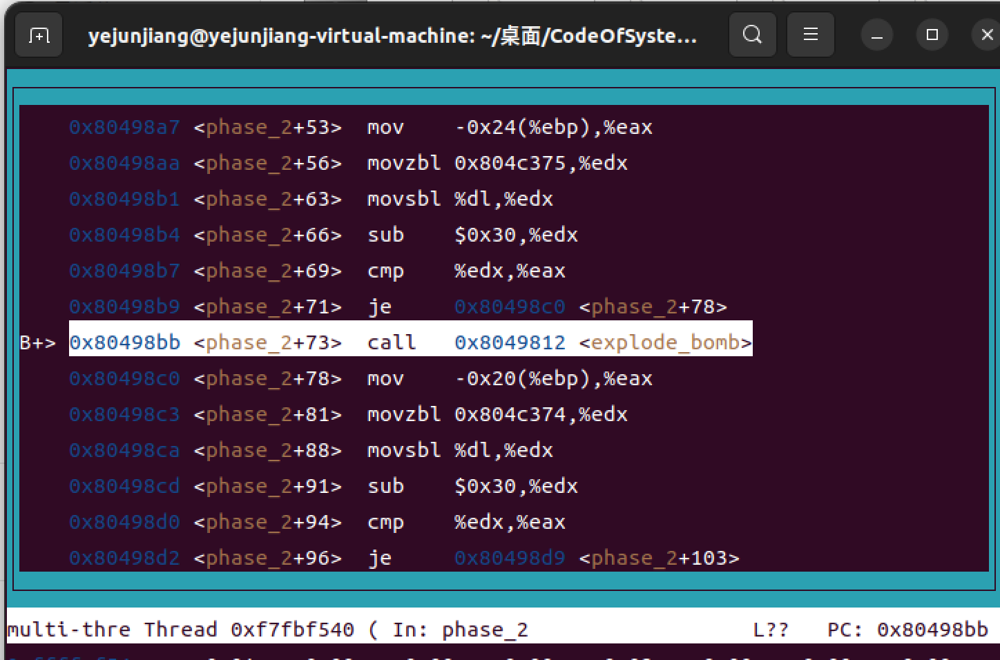 yejunjiang@yejunjiang-virtual-machine: ~/桌面/CodeOfSyste...
0x80498a7 <phase_2+53> mov -0x24(%ebp),%eax
0x80498aa <phase_2+56> movzbl 0x804c375,%edx
0x80498b1 <phase_2+63> movsbl %dl,%edx
0x80498b4 <phase_2+66> sub $0x30,%edx
0x80498b7 <phase_2+69> cmp %edx,%eax
0x80498b9 <phase_2+71> je 0x80498c0 <phase_2+78>
B+> 0x80498bb <phase_2+73> call 0x8049812 <explode_bomb>
0x80498c0 <phase_2+78> mov -0x20(%ebp),%eax
0x80498c3 <phase_2+81> movzbl 0x804c374,%edx
0x80498ca <phase_2+88> movsbl %dl,%edx
0x80498cd <phase_2+91> sub $0x30,%edx
0x80498d0 <phase_2+94> cmp %edx,%eax
0x80498d2 <phase_2+96> je 0x80498d9 <phase_2+103>
multi-thre Thread 0xf7fbf540 ( In: phase_2 L?? PC: 0x80498bb